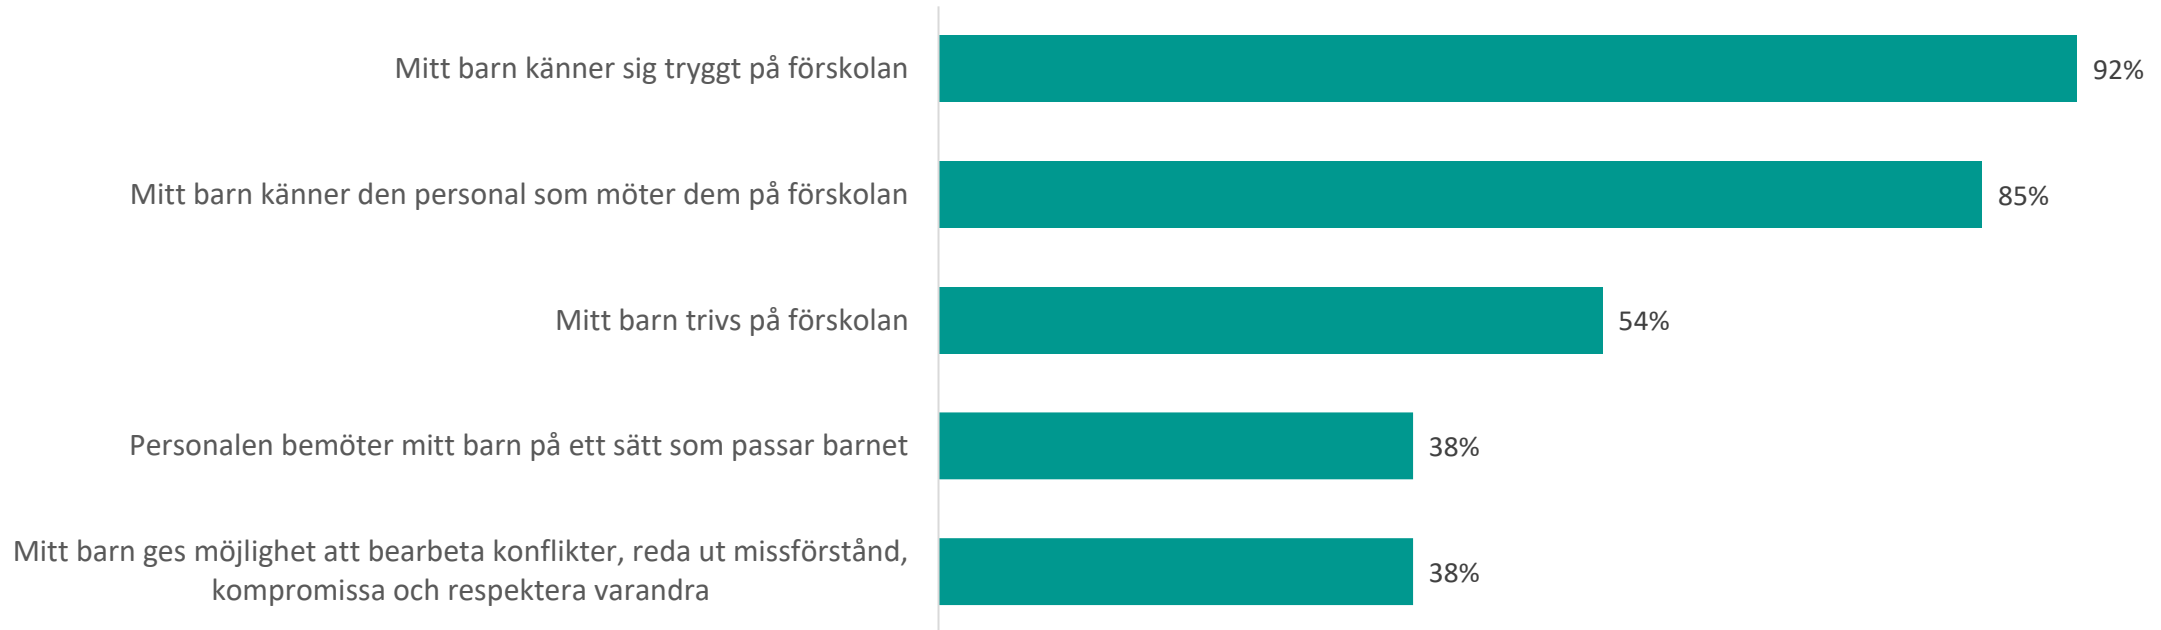 Mitt barn känner sig tryggt på förskolan
92%
Mitt barn känner den personal som möter dem på förskolan
85%
Mitt barn trivs på förskolan
54%
Personalen bemöter mitt barn på ett sätt som passar barnet
38%
Mitt barn ges möjlighet att bearbeta konflikter, reda ut missförstånd,
kompromissa och respektera varandra
38%